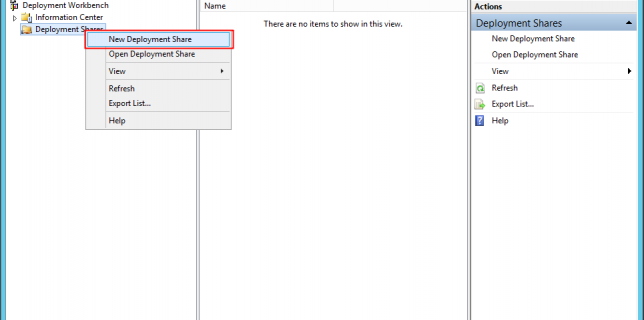 Deployment Workbench
Information Center
Deployment Shares
New Deployment Share
Open Deployment Share
View
Refresh
Export List...
Help
Name
There are no items to show in this view.
Actions
Deployment Shares
New Deployment Share
Open Deployment Share
View
Refresh
Export List...
Help